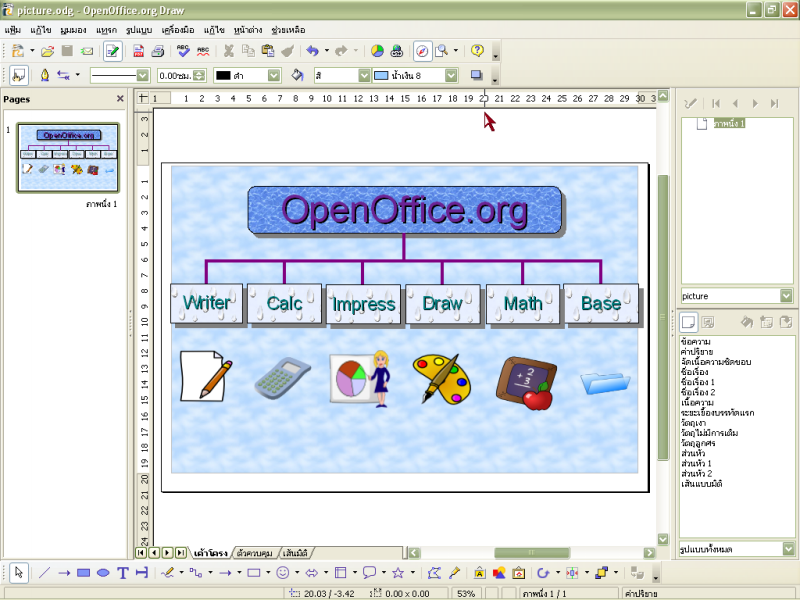 picture.odg - OpenOffice.org Draw
แฟ้ม แก้ไข มุมมอง แทรก รูปแบบ เครื่องมือ แก้ไข หน้าต่าง ช่วยเหลือ
0.00ซม. ดำ สี น้ำเงิน 8
Pages
1
ภาพนิ่ง 1
1 1 2 3 4 5 6 7 8 9 10 11 12 13 14 15 16 17 18 19 20 21 22 23 24 25 26 27 28 29 30 3
OpenOffice.org
Writer Calc Impress Draw Math Base
2
+ 3
ภาพนิ่ง 1
picture
ข้อความ
คำบริยาย
จัดเนื้อความชิดขอบ
ชื่อเรื่อง
ชื่อเรื่อง 1
ชื่อเรื่อง 2
เนื้อความ
ระยะเยื้องบรรทัดแรก
วัตถุเงา
วัตถุไม่มีการเติม
วัตถุลูกศร
ส่วนหัว
ส่วนหัว 1
ส่วนหัว 2
เส้นแบบมิติ
รูปแบบทั้งหมด
เค้าโครง ตัวควบคุม เส้นมิติ
20.03 / -3.42 0.00 x 0.00 53% ภาพนิ่ง 1 / 1 คำบริยาย